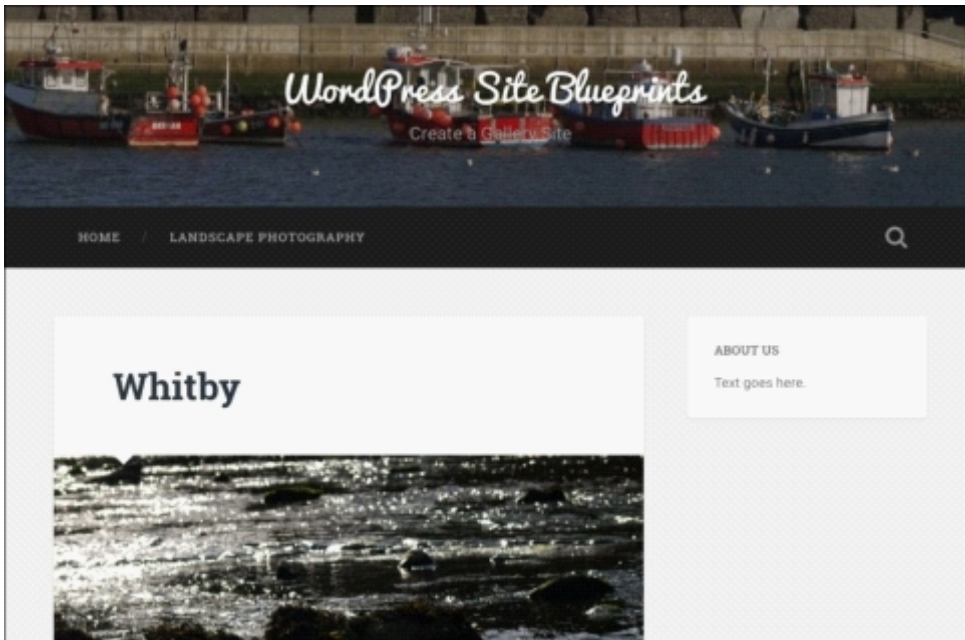 WordPress Site Blueprints
Create a Gallery Site
HOME / LANDSCAPE PHOTOGRAPHY
Whitby
ABOUT US
Text goes here.